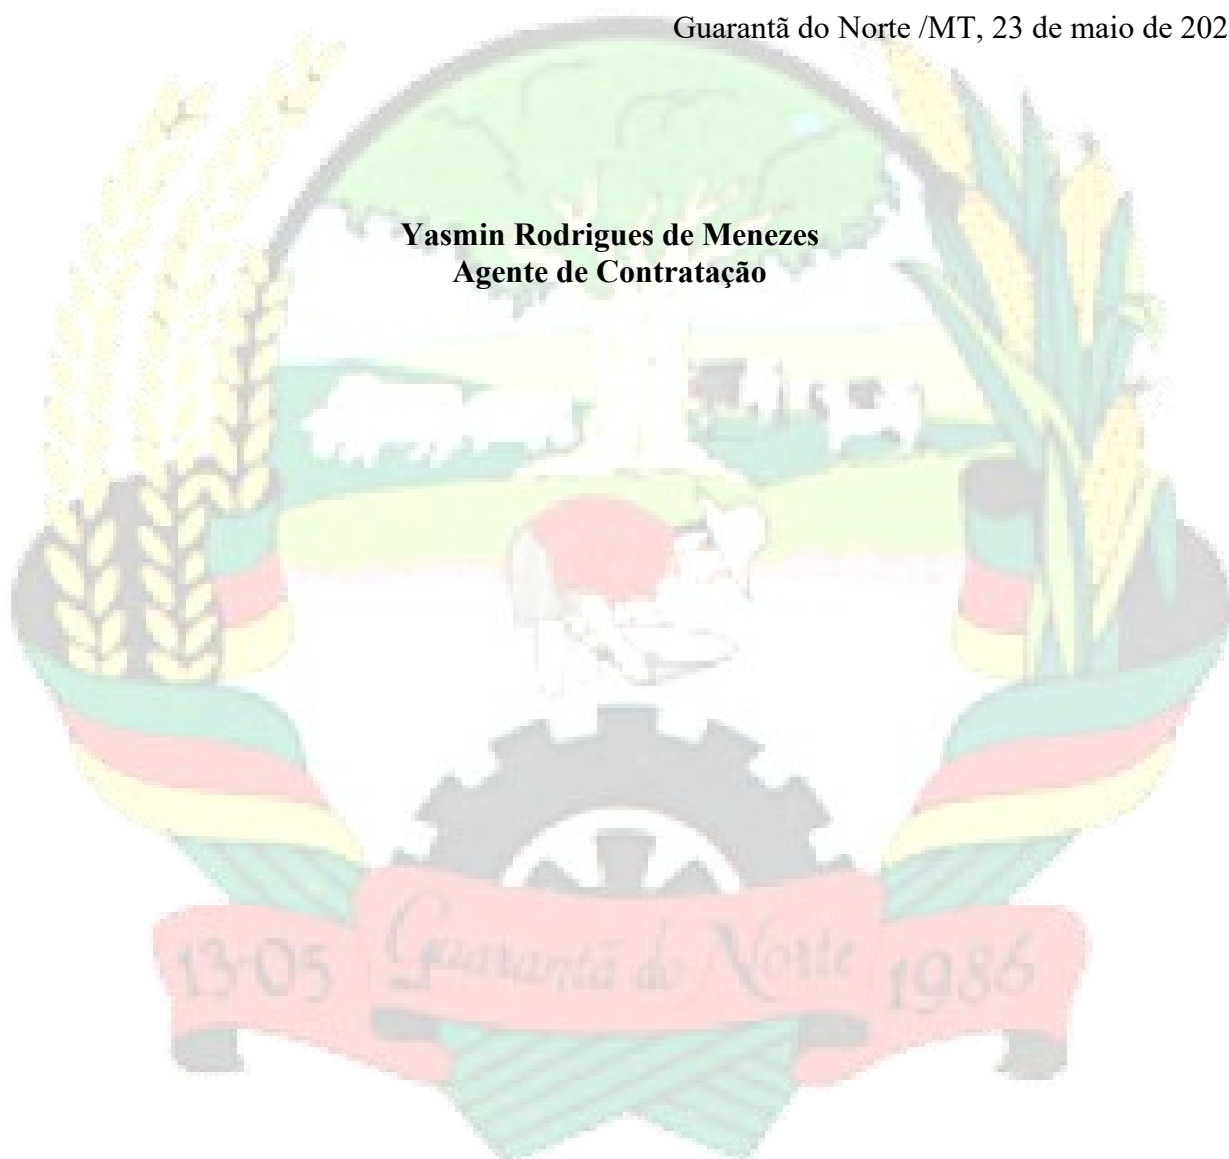 Guarantã do Norte /MT, 23 de maio de 202
Yasmin Rodrigues de Menezes
Agente de Contratação
13-05 Guarantã do Norte 1986